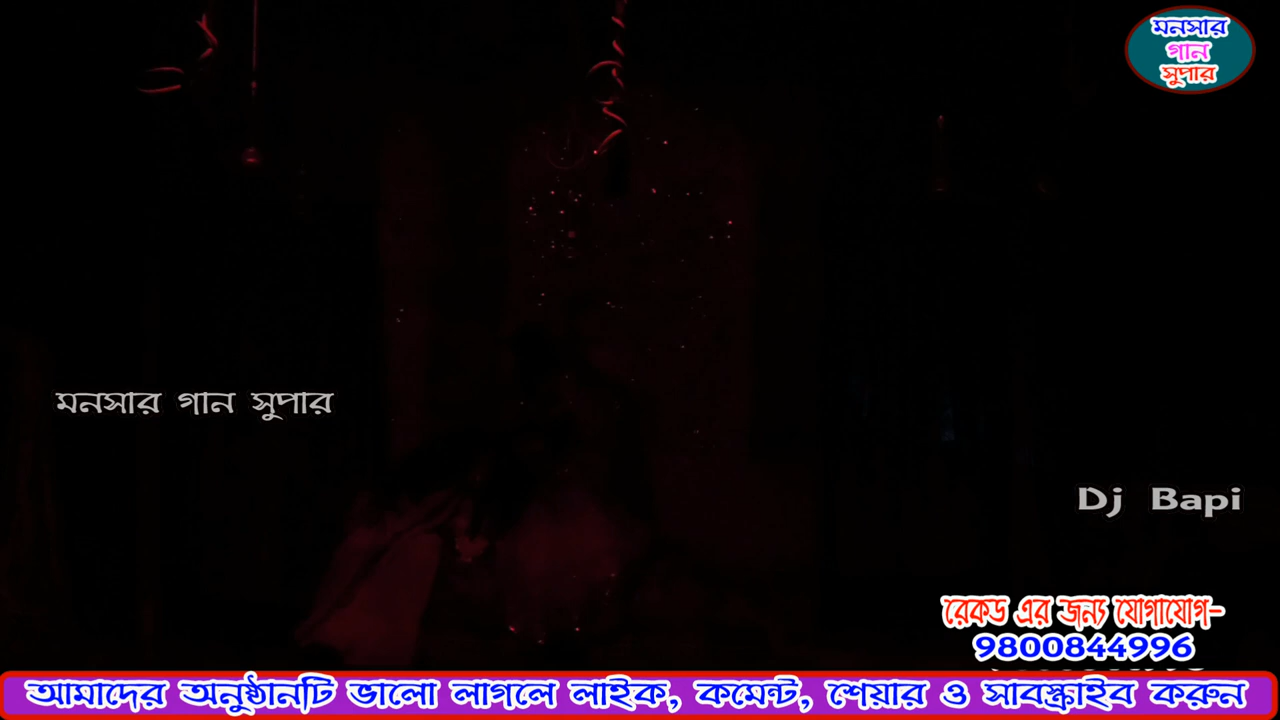 মনসার
গান
সুপার
মনসার গান সুপার
Dj Bapi
রেকড এর জন্য যোগাযোগ-
9800844996
আমাদের অনুষ্ঠানটি ভালো লাগলে লাইক, কমেন্ট, শেয়ার ও সাবস্ক্রাইব করুন